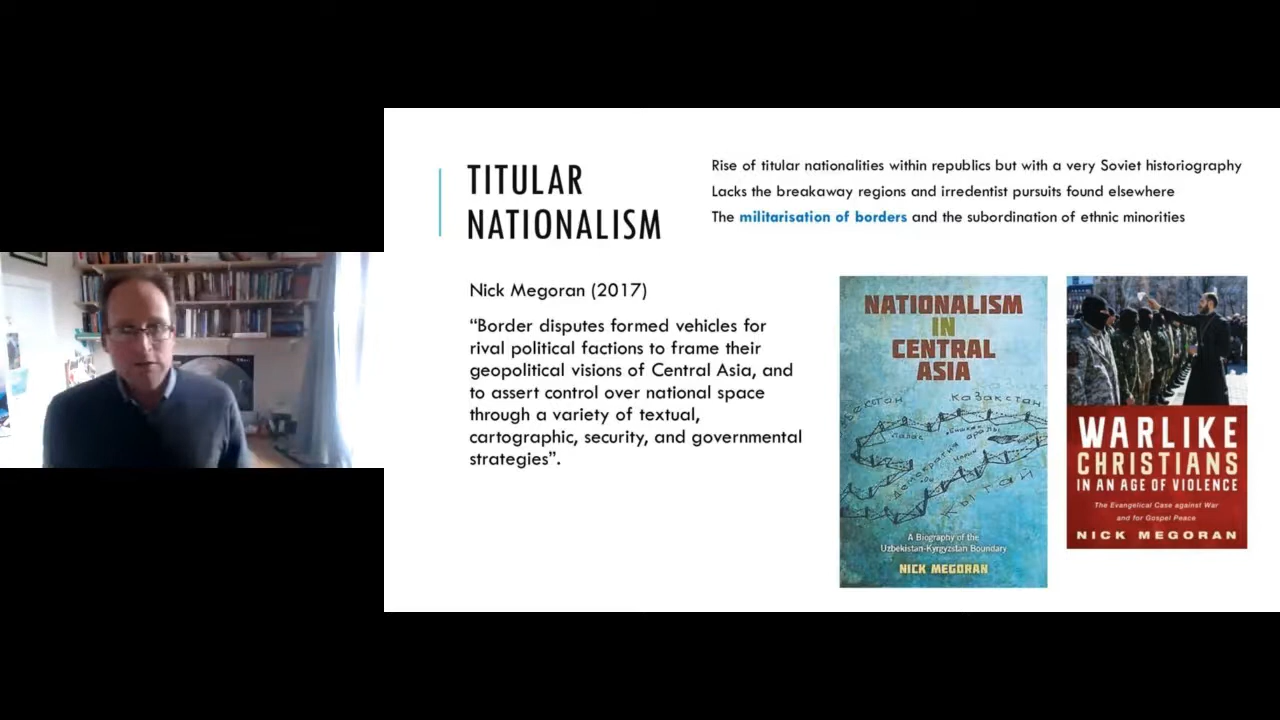 TITULAR
NATIONALISM
Rise of titular nationalities within republics but with a very Soviet historiography
Lacks the breakaway regions and irredentist pursuits found elsewhere
The militarisation of borders and the subordination of ethnic minorities
Nick Megoran (2017)
“Border disputes formed vehicles for
rival political factions to frame their
geopolitical visions of Central Asia, and
to assert control over national space
through a variety of textual,
cartographic, security, and governmental
strategies”.
NATIONALISM
IN
CENTRAL
ASIA
Казакстан
A Biography of the
Uzbekistan-Kyrgyzstan Boundary
NICK MEGORAN
WARLIKE
CHRISTIANS
IN AN AGE OF VIOLENCE
The Evangelical Case against War
and for Gospel Peace
NICK MEGORAN